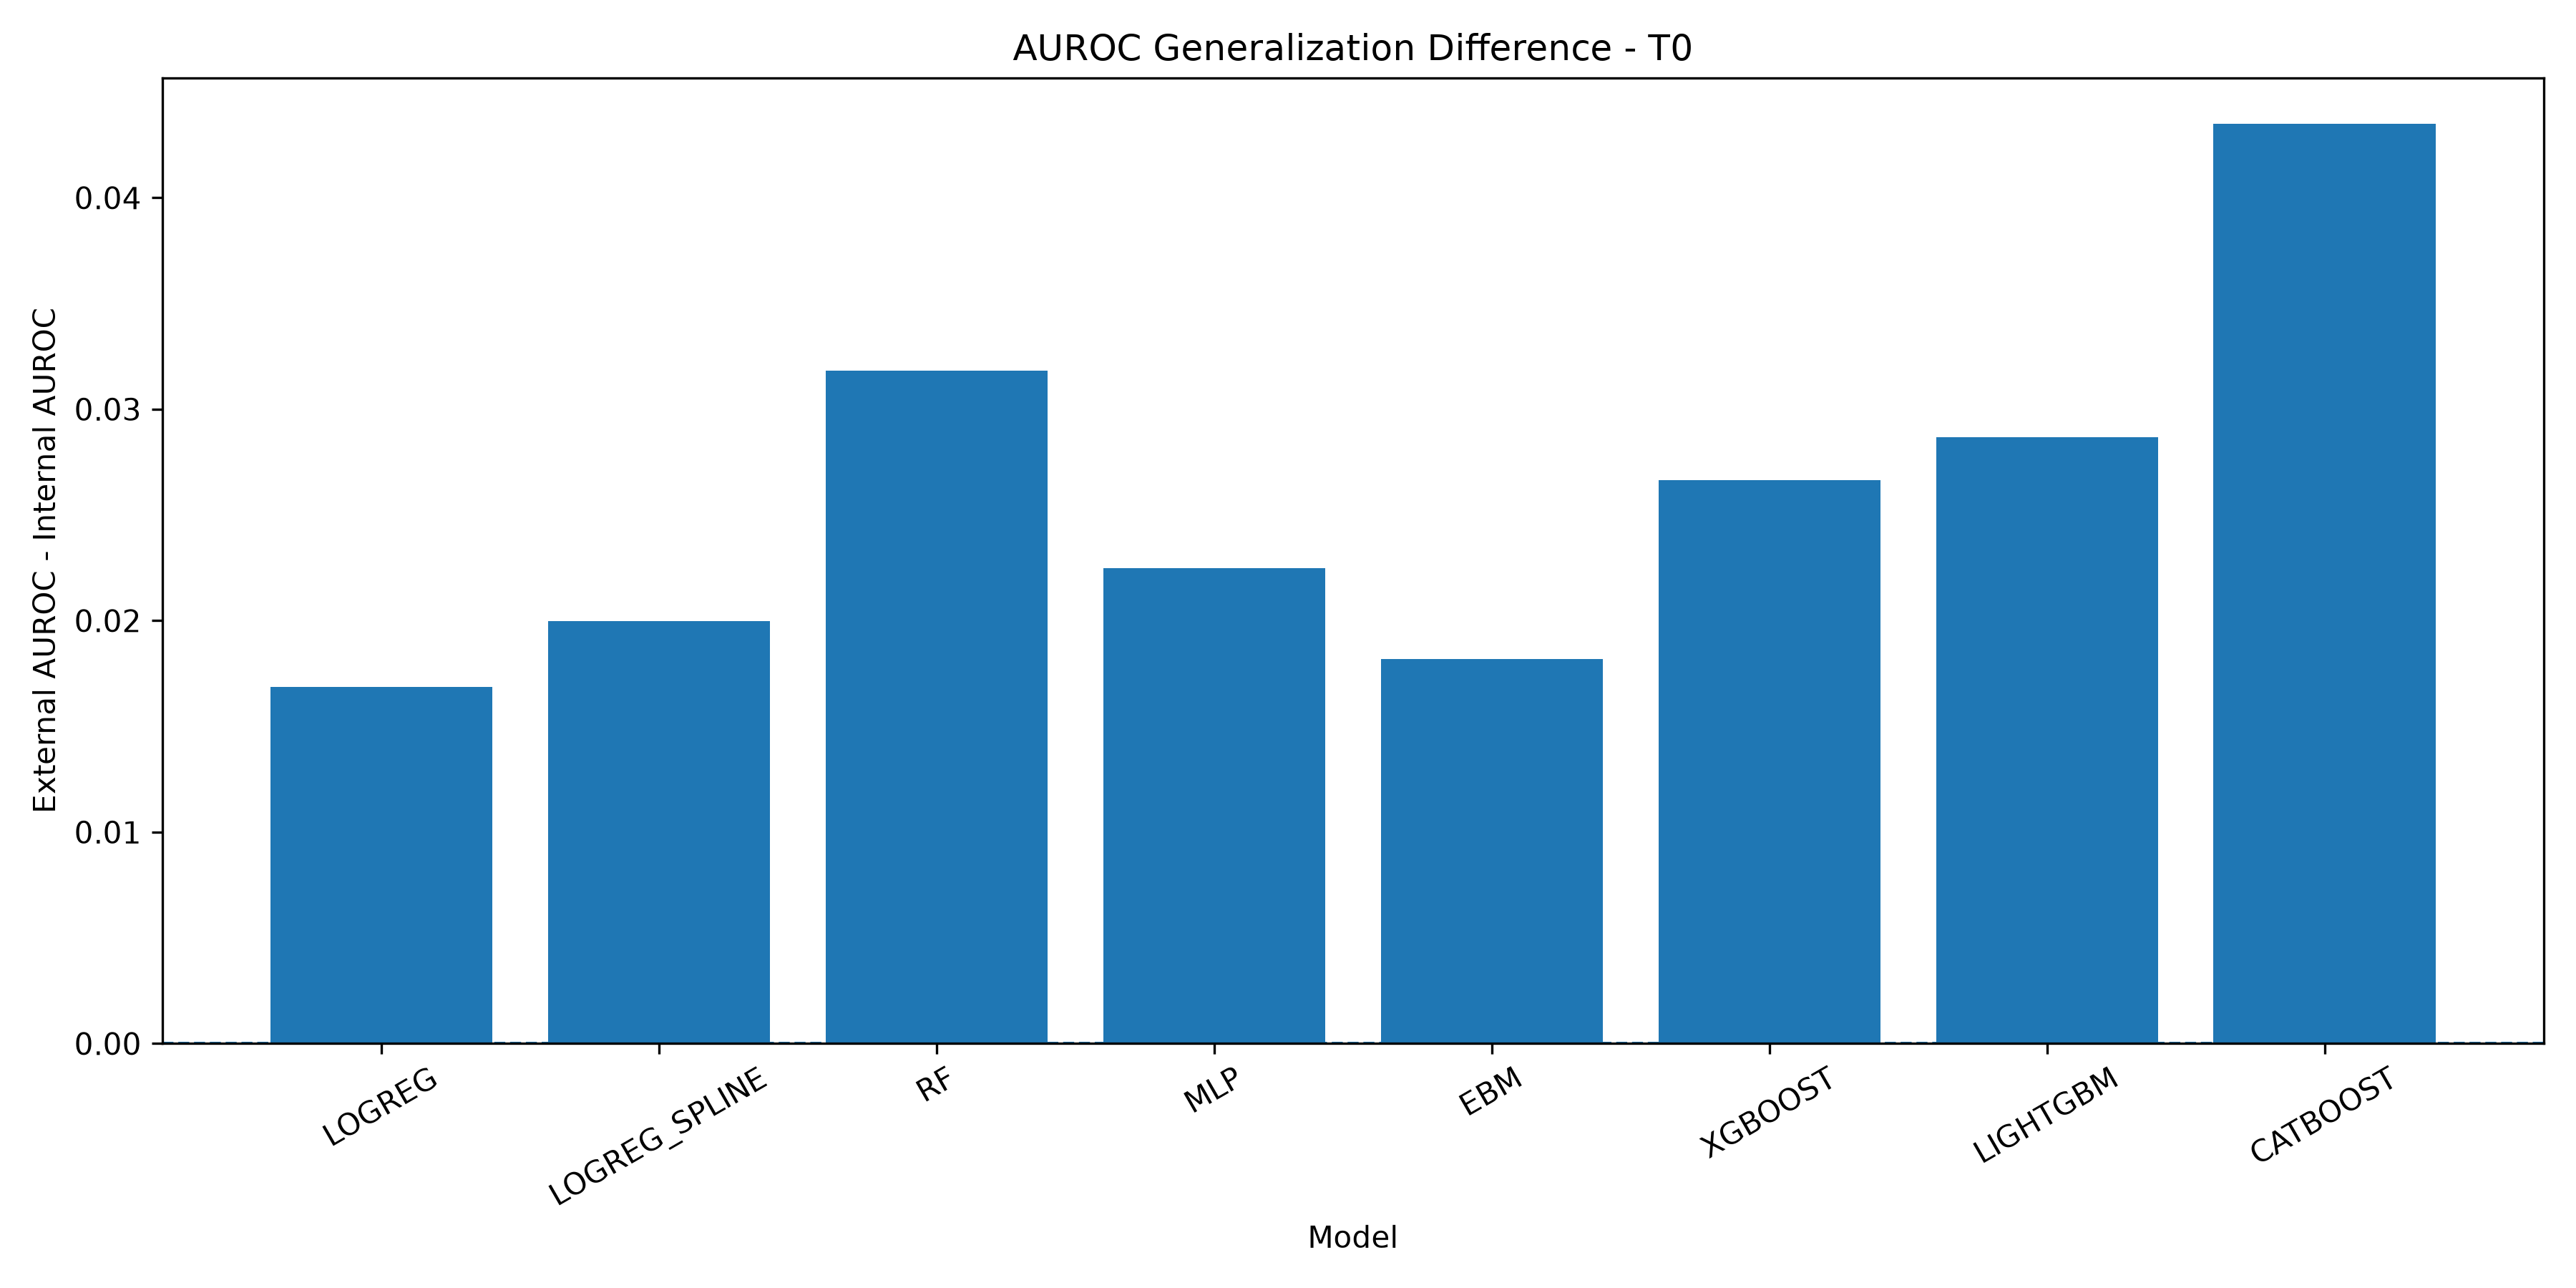 AUROC Generalization Difference - T0
External AUROC - Internal AUROC
0.04
0.03
0.02
0.01
0.00
LOGREG
LOGREG_SPLINE
RF
MLP
EBM
XGBOOST
LIGHTGBM
CATBOOST
Model